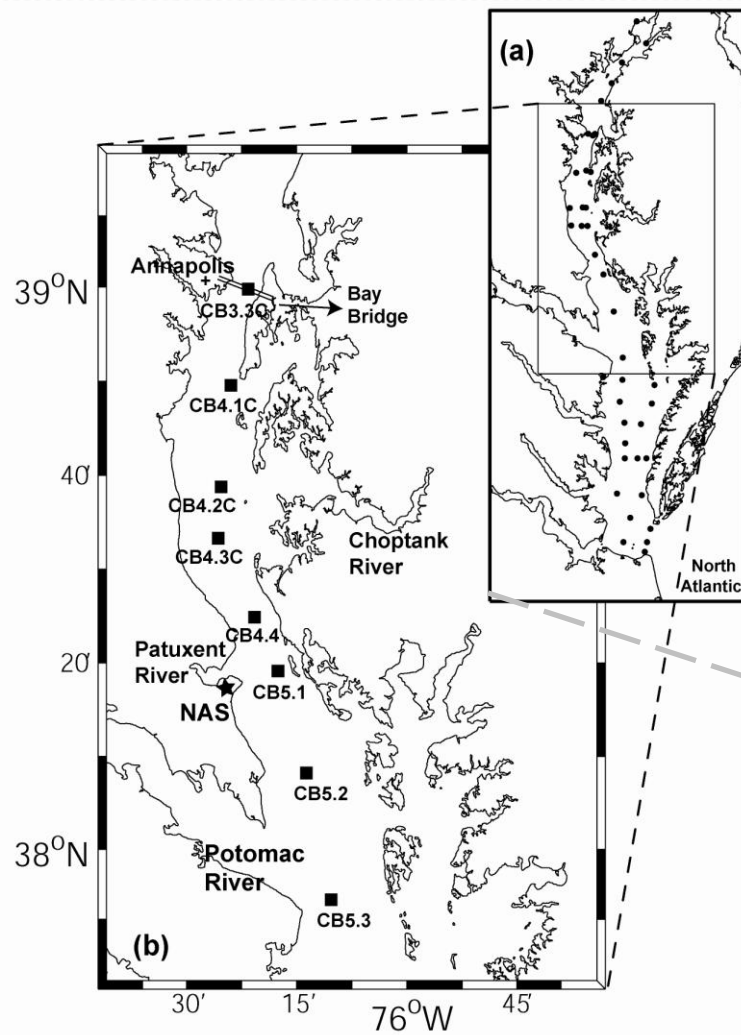 (a)
North
Atlantic
39°N
Annapolis
+
CB3.3C
Bay
Bridge
CB4.1C
40'
CB4.2C
CB4.3C
Choptank
River
CB4.4
Patuxent
River
20'
CB5.1
NAS
CB5.2
38°N
Potomac
River
CB5.3
(b)
30'
15'
76°W
45'